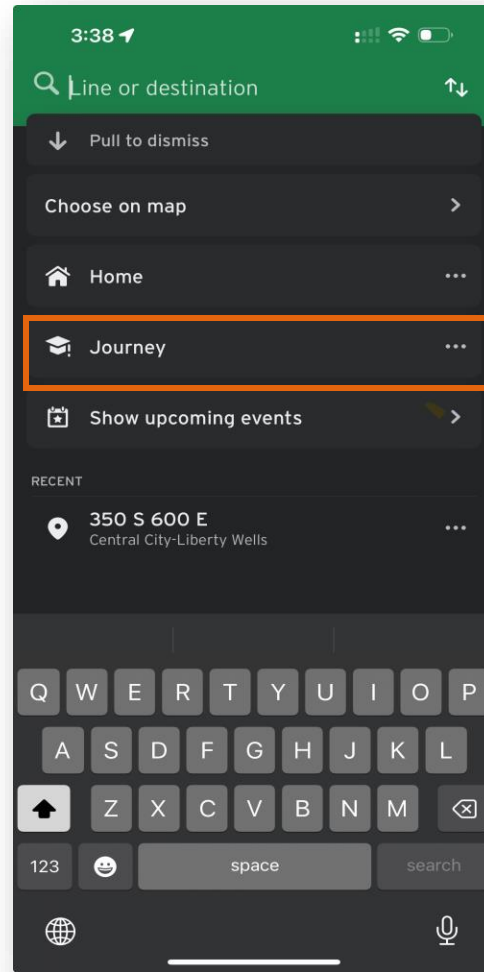 3:38
Line or destination
Pull to dismiss
Choose on map
Home
Journey
Show upcoming events
RECENT
350 S 600 E
Central City-Liberty Wells
Q W E R T Y U I O P
A S D F G H J K L
Z X C V B N M
123 space search